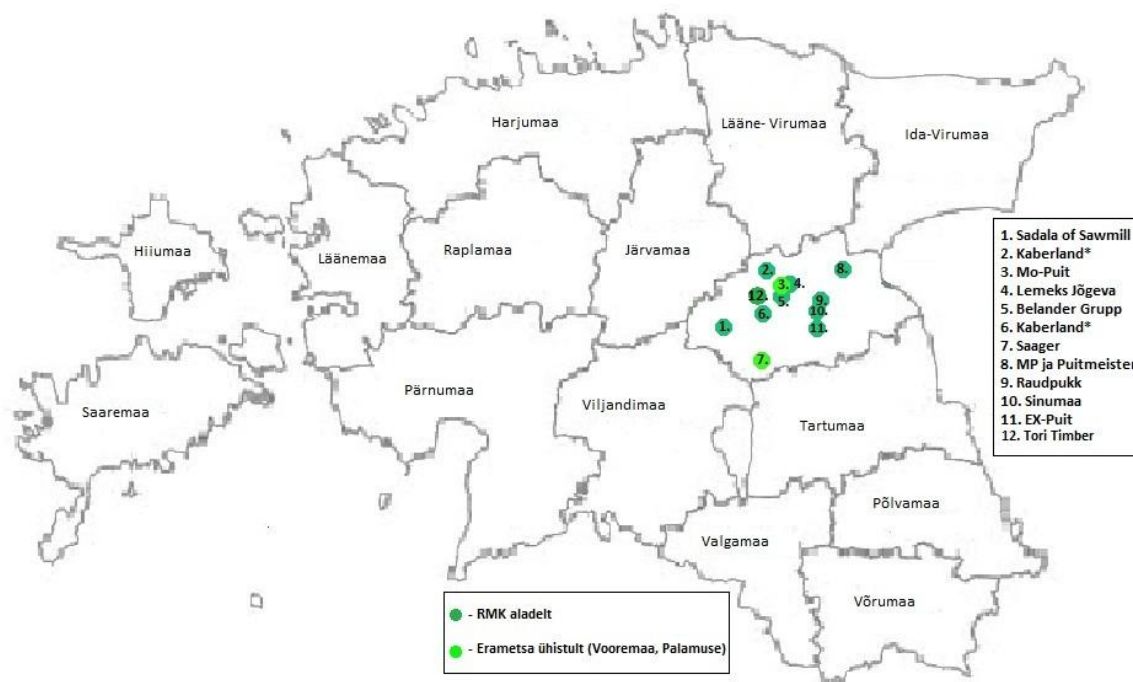 Harjumaa
Lääne- Virumaa
Ida-Virumaa
Hiiumaa
Läänemaa
Raplamaa
Järvamaa
Saaremaa
Pärnumaa
Viljandimaa
Tartumaa
Põlvamaa
Valgamaa
Võrumaa
2.
8.
3.
4.
12.
5.
9.
6.
10.
1.
11.
7.
1. Sadala of Sawmill
2. Kaberland*
3. Mo-Puit
4. Lemeks Jõgeva
5. Belander Grupp
6. Kaberland*
7. Saager
8. MP ja Puitmeister
9. Raudpukk
10. Sinumaa
11. EX-Puit
12. Tori Timber
- RMK aladelt
- Erametsa ühistult (Vooremaa, Palamuse)